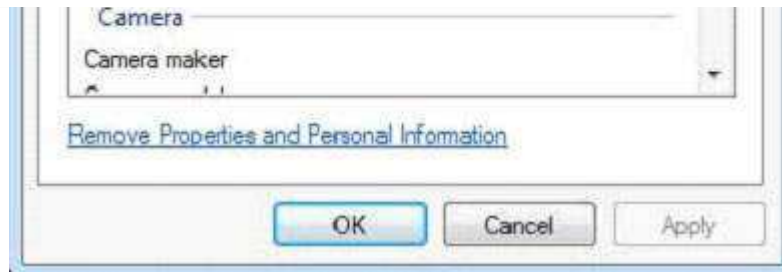 Camera
Camera maker
Remove Properties and Personal Information
OK Cancel Apply